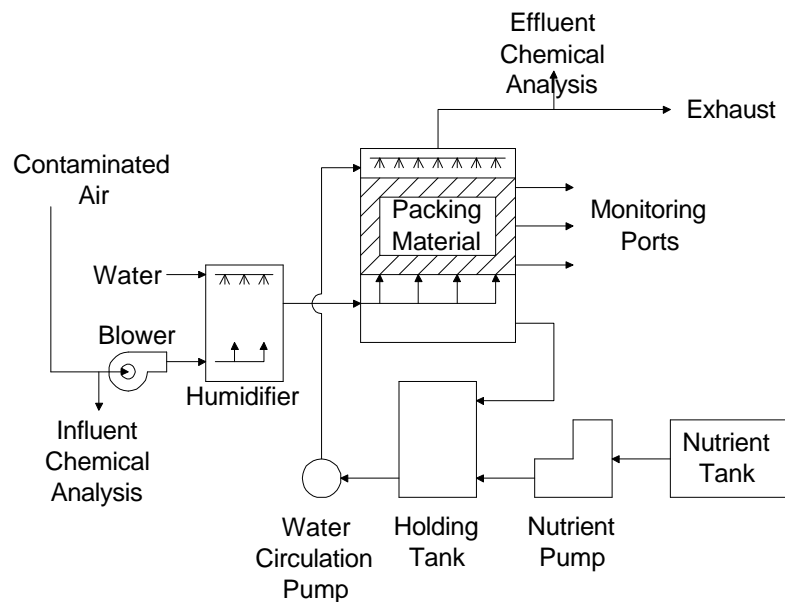 Effluent
Chemical
Analysis
Exhaust
Contaminated
Air
Packing
Material
Monitoring
Ports
Water
Blower
Humidifier
Influent
Chemical
Analysis
Nutrient
Tank
Water
Circulation
Pump
Holding
Tank
Nutrient
Pump